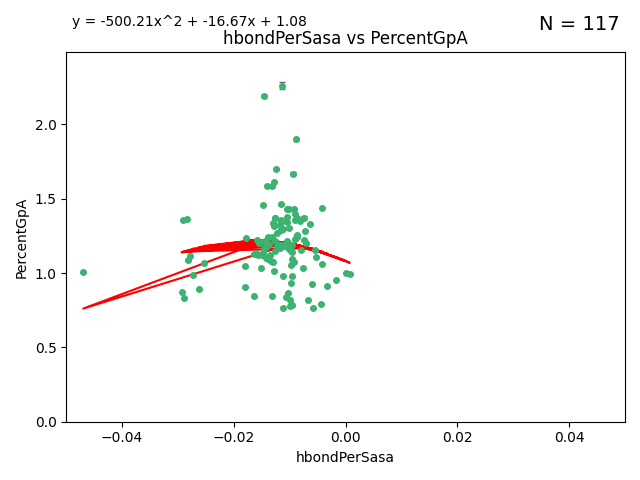 y = -500.21x^2 + -16.67x + 1.08
N = 117
hbondPerSasa vs PercentGpA
PercentGpA
2.0
1.5
1.0
0.5
0.0
−0.04
−0.02
0.00
0.02
0.04
hbondPerSasa